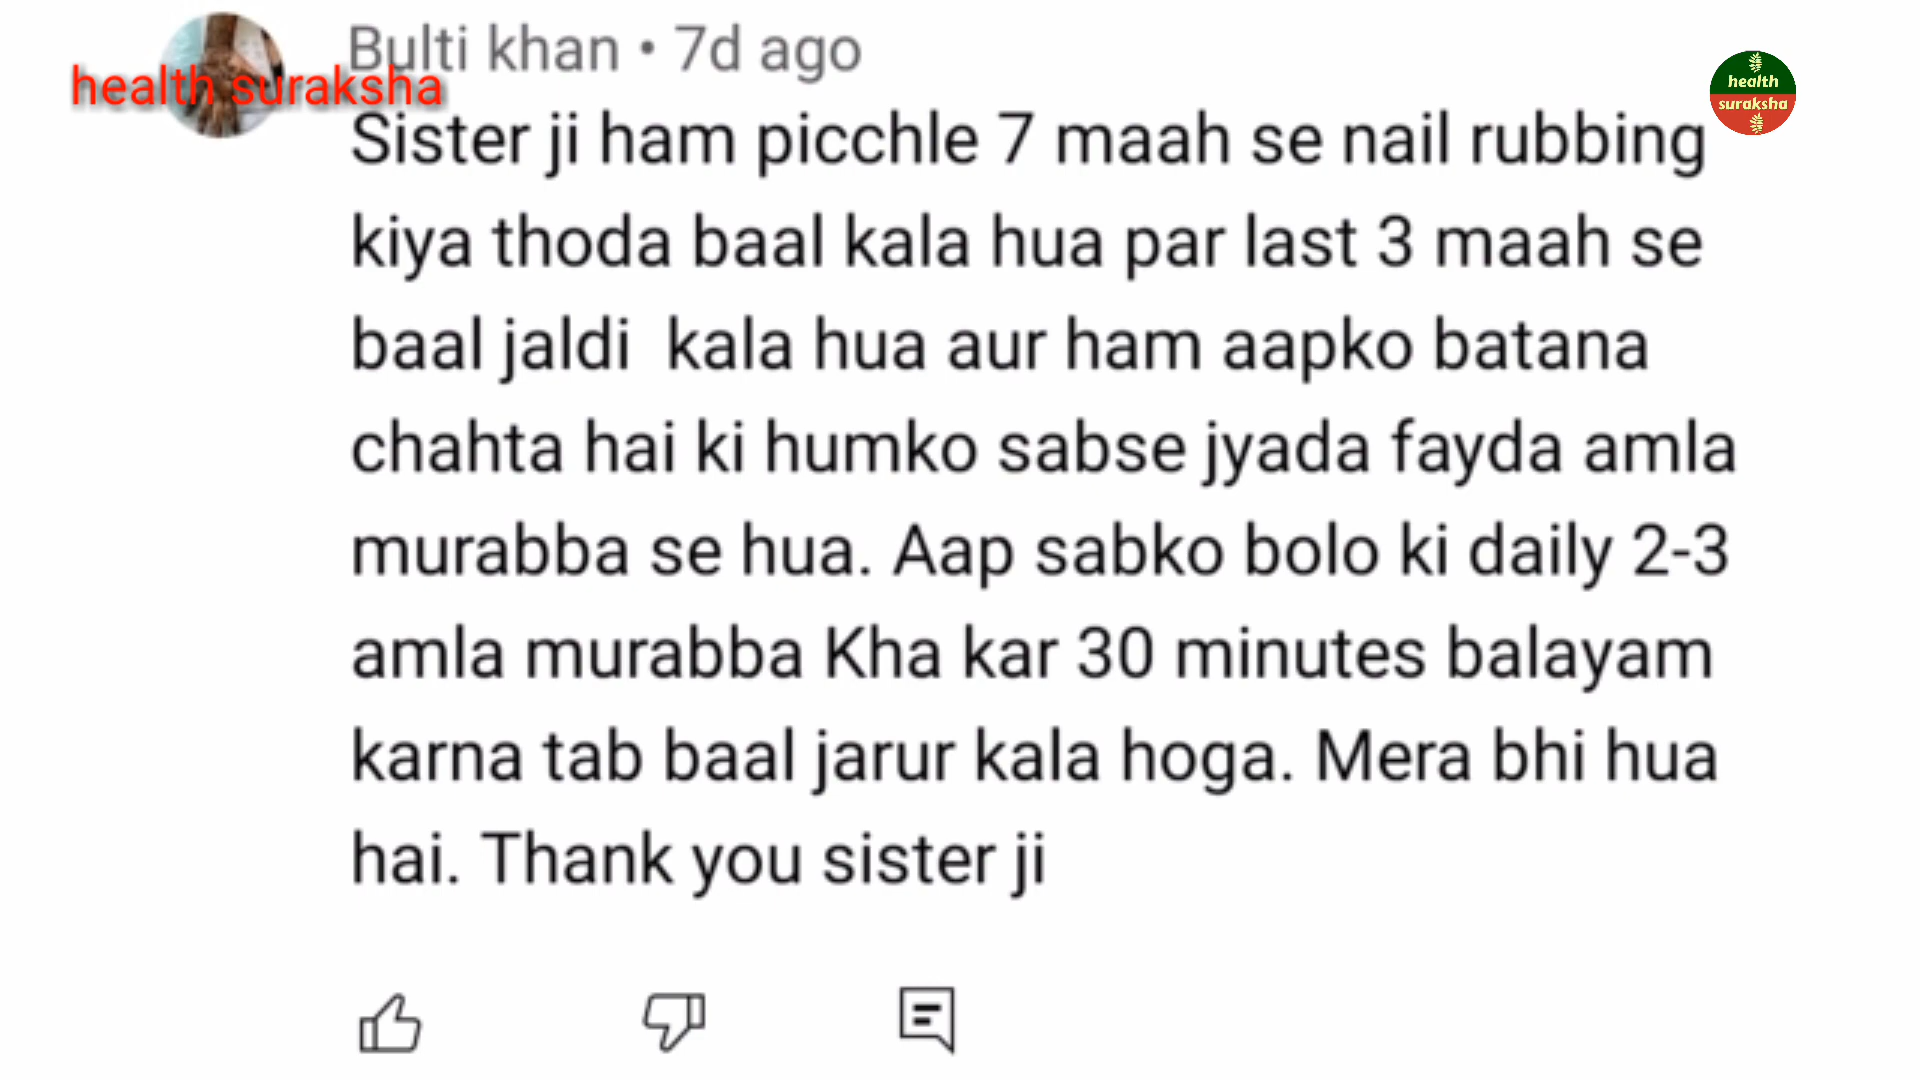 Bulti khan • 7d ago
health suraksha
health
suraksha
Sister ji ham picchle 7 maah se nail rubbing
kiya thoda baal kala hua par last 3 maah se
baal jaldi  kala hua aur ham aapko batana
chahta hai ki humko sabse jyada fayda amla
murabba se hua. Aap sabko bolo ki daily 2-3
amla murabba Kha kar 30 minutes balayam
karna tab baal jarur kala hoga. Mera bhi hua
hai. Thank you sister ji